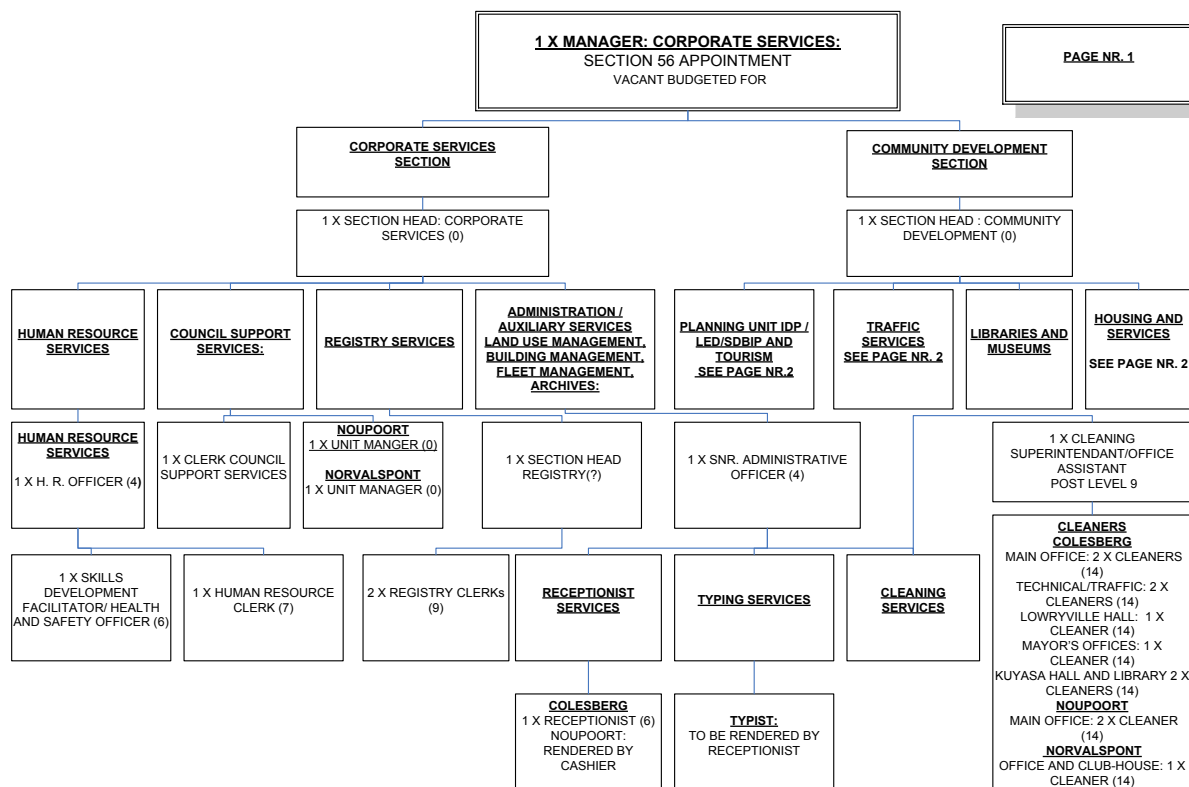 1 X MANAGER: CORPORATE SERVICES:
SECTION 56 APPOINTMENT
VACANT BUDGETED FOR
PAGE NR. 1
CORPORATE SERVICES
SECTION
COMMUNITY DEVELOPMENT
SECTION
1 X SECTION HEAD: CORPORATE
SERVICES (0)
1 X SECTION HEAD : COMMUNITY
DEVELOPMENT (0)
HUMAN RESOURCE
SERVICES
COUNCIL SUPPORT
SERVICES:
REGISTRY SERVICES
ADMINISTRATION /
AUXILIARY SERVICES
LAND USE MANAGEMENT,
BUILDING MANAGEMENT,
FLEET MANAGEMENT,
ARCHIVES:
PLANNING UNIT IDP /
LED/SDBIP AND
TOURISM
SEE PAGE NR.2
TRAFFIC
SERVICES
SEE PAGE NR. 2
LIBRARIES AND
MUSEUMS
HOUSING AND
SERVICES
SEE PAGE NR. 2
HUMAN RESOURCE
SERVICES
1 X H. R. OFFICER (4)
1 X CLERK COUNCIL
SUPPORT SERVICES
NOUPOORT
1 X UNIT MANGER (0)
NORVALSPONT
1 X UNIT MANAGER (0)
1 X SECTION HEAD
REGISTRY(?)
1 X SNR. ADMINISTRATIVE
OFFICER (4)
1 X CLEANING
SUPERINTENDANT/OFFICE
ASSISTANT
POST LEVEL 9
1 X SKILLS
DEVELOPMENT
FACILITATOR/ HEALTH
AND SAFETY OFFICER (6)
1 X HUMAN RESOURCE
CLERK (7)
2 X REGISTRY CLERKs
(9)
RECEPTIONIST
SERVICES
TYPING SERVICES
CLEANING
SERVICES
CLEANERS
COLESBERG
MAIN OFFICE: 2 X CLEANERS
(14)
TECHNICAL/TRAFFIC: 2 X
CLEANERS (14)
LOWRYVILLE HALL:  1 X
CLEANER (14)
MAYOR'S OFFICES: 1 X
CLEANER (14)
KUYASA HALL AND LIBRARY 2 X
CLEANERS (14)
NOUPOORT
MAIN OFFICE: 2 X CLEANER
(14)
NORVALSPONT
OFFICE AND CLUB-HOUSE: 1 X
CLEANER (14)
COLESBERG
1 X RECEPTIONIST (6)
NOUPOORT:
RENDERED BY
CASHIER
TYPIST:
TO BE RENDERED BY
RECEPTIONIST